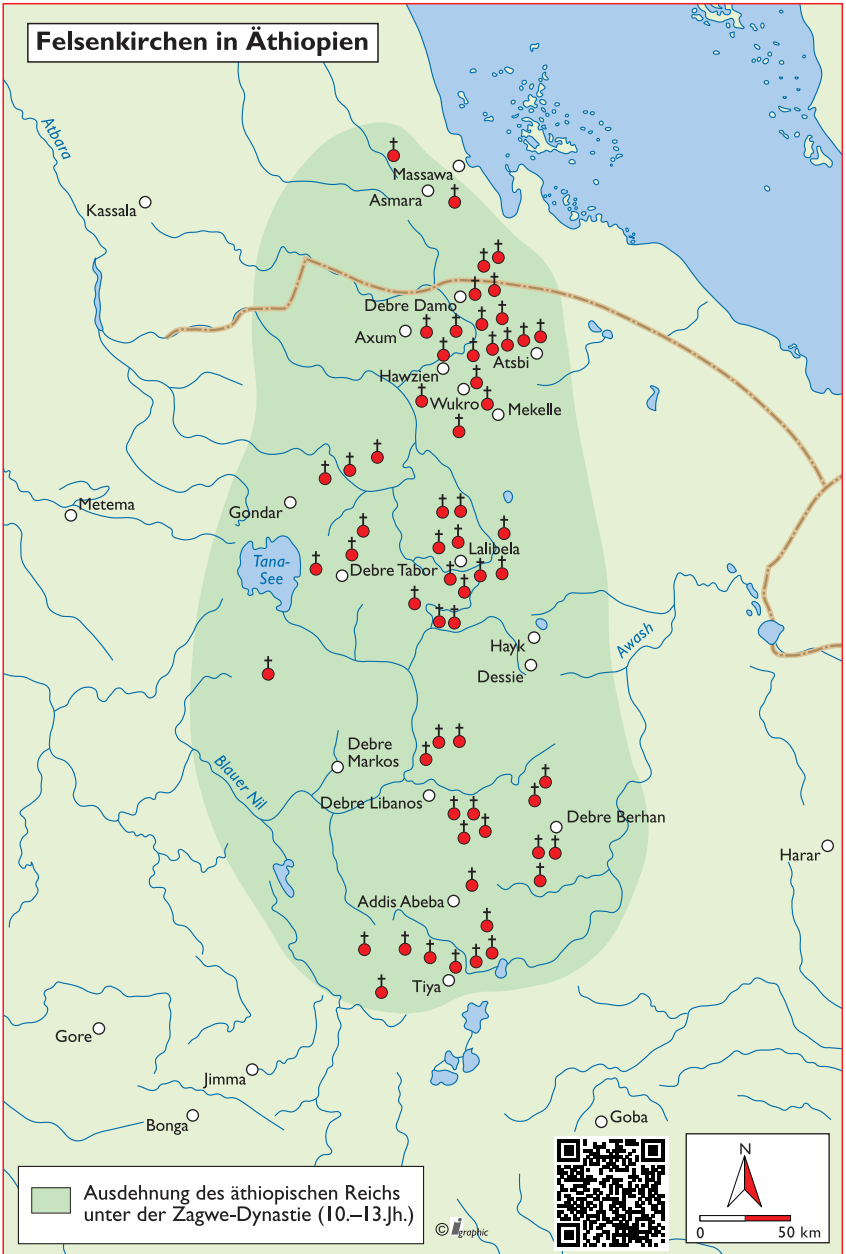 Felsenkirchen in Äthiopien
Atbara
Massawa
Asmara
Kassala
Debre Damo
Axum
Atsbi
Hawzien
Wukro
Mekelle
Metema
Gondar
Lalibela
Tana-
See
Debre Tabor
Hayk
Awash
Dessie
Debre
Markos
Blauer Nil
Debre Libanos
Debre Berhan
Harar
Addis Abeba
Tiya
Gore
Jimma
Bonga
Goba
N
Ausdehnung des äthiopischen Reichs
unter der Zagwe-Dynastie (10.–13.Jh.)
© igraphic
0 50 km